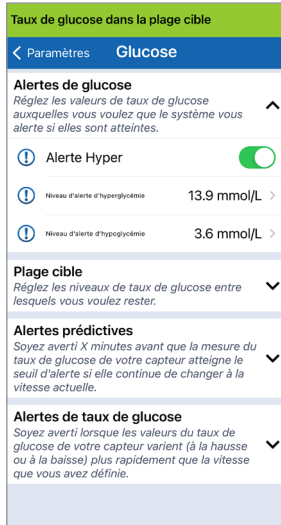 Taux de glucose dans la plage cible
Paramètres Glucose
Alertes de glucose
Réglez les valeurs de taux de
glucose auxquelles vous voulez que le système vous
alerte si elles sont atteintes.
Alerte Hyper
Niveau d'alerte d'hyperglycémie 13.9 mmol/L
Niveau d'alerte d'hypoglycémie 3.6 mmol/L
Plage cible
Réglez les niveaux de taux de glucose entre
lesquels vous voulez rester.
Alertes prédictives
Soyez averti X minutes avant que la mesure du
taux de glucose de votre capteur atteigne le
seuil d'alerte si elle continue de changer à la
vitesse actuelle.
Alertes de taux de glucose
Soyez averti lorsque les valeurs du taux de
glucose de votre capteur varient (à la hausse
ou à la baisse) plus rapidement que la vitesse
que vous avez définie.